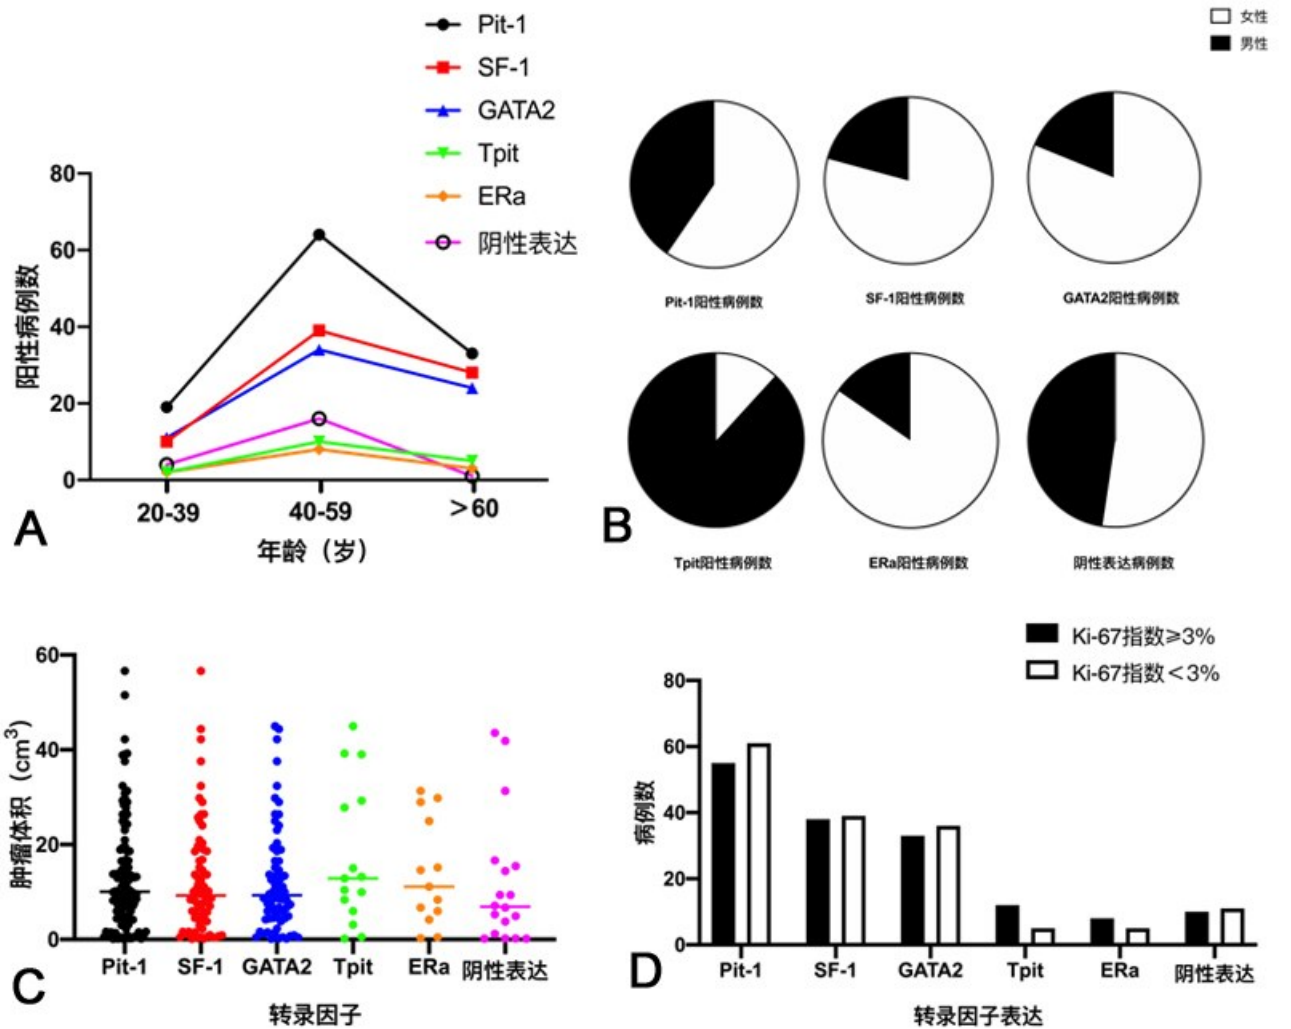 Pit-1
SF-1
GATA2
Tpit
ERa
阴性表达
80
60
40
20
0
阳性病例数
20-39
40-59
＞60
年龄（岁）
A
女性
男性
Pit-1阳性病例数
SF-1阳性病例数
GATA2阳性病例数
Tpit阳性病例数
ERa阳性病例数
阴性表达病例数
B
60
40
20
0
肿瘤体积（cm³）
Pit-1
SF-1
GATA2
Tpit
ERa
阴性表达
转录因子
C
Ki-67指数≥3%
Ki-67指数＜3%
80
60
40
20
0
病例数
Pit-1
SF-1
GATA2
Tpit
ERa
阴性表达
转录因子表达
D